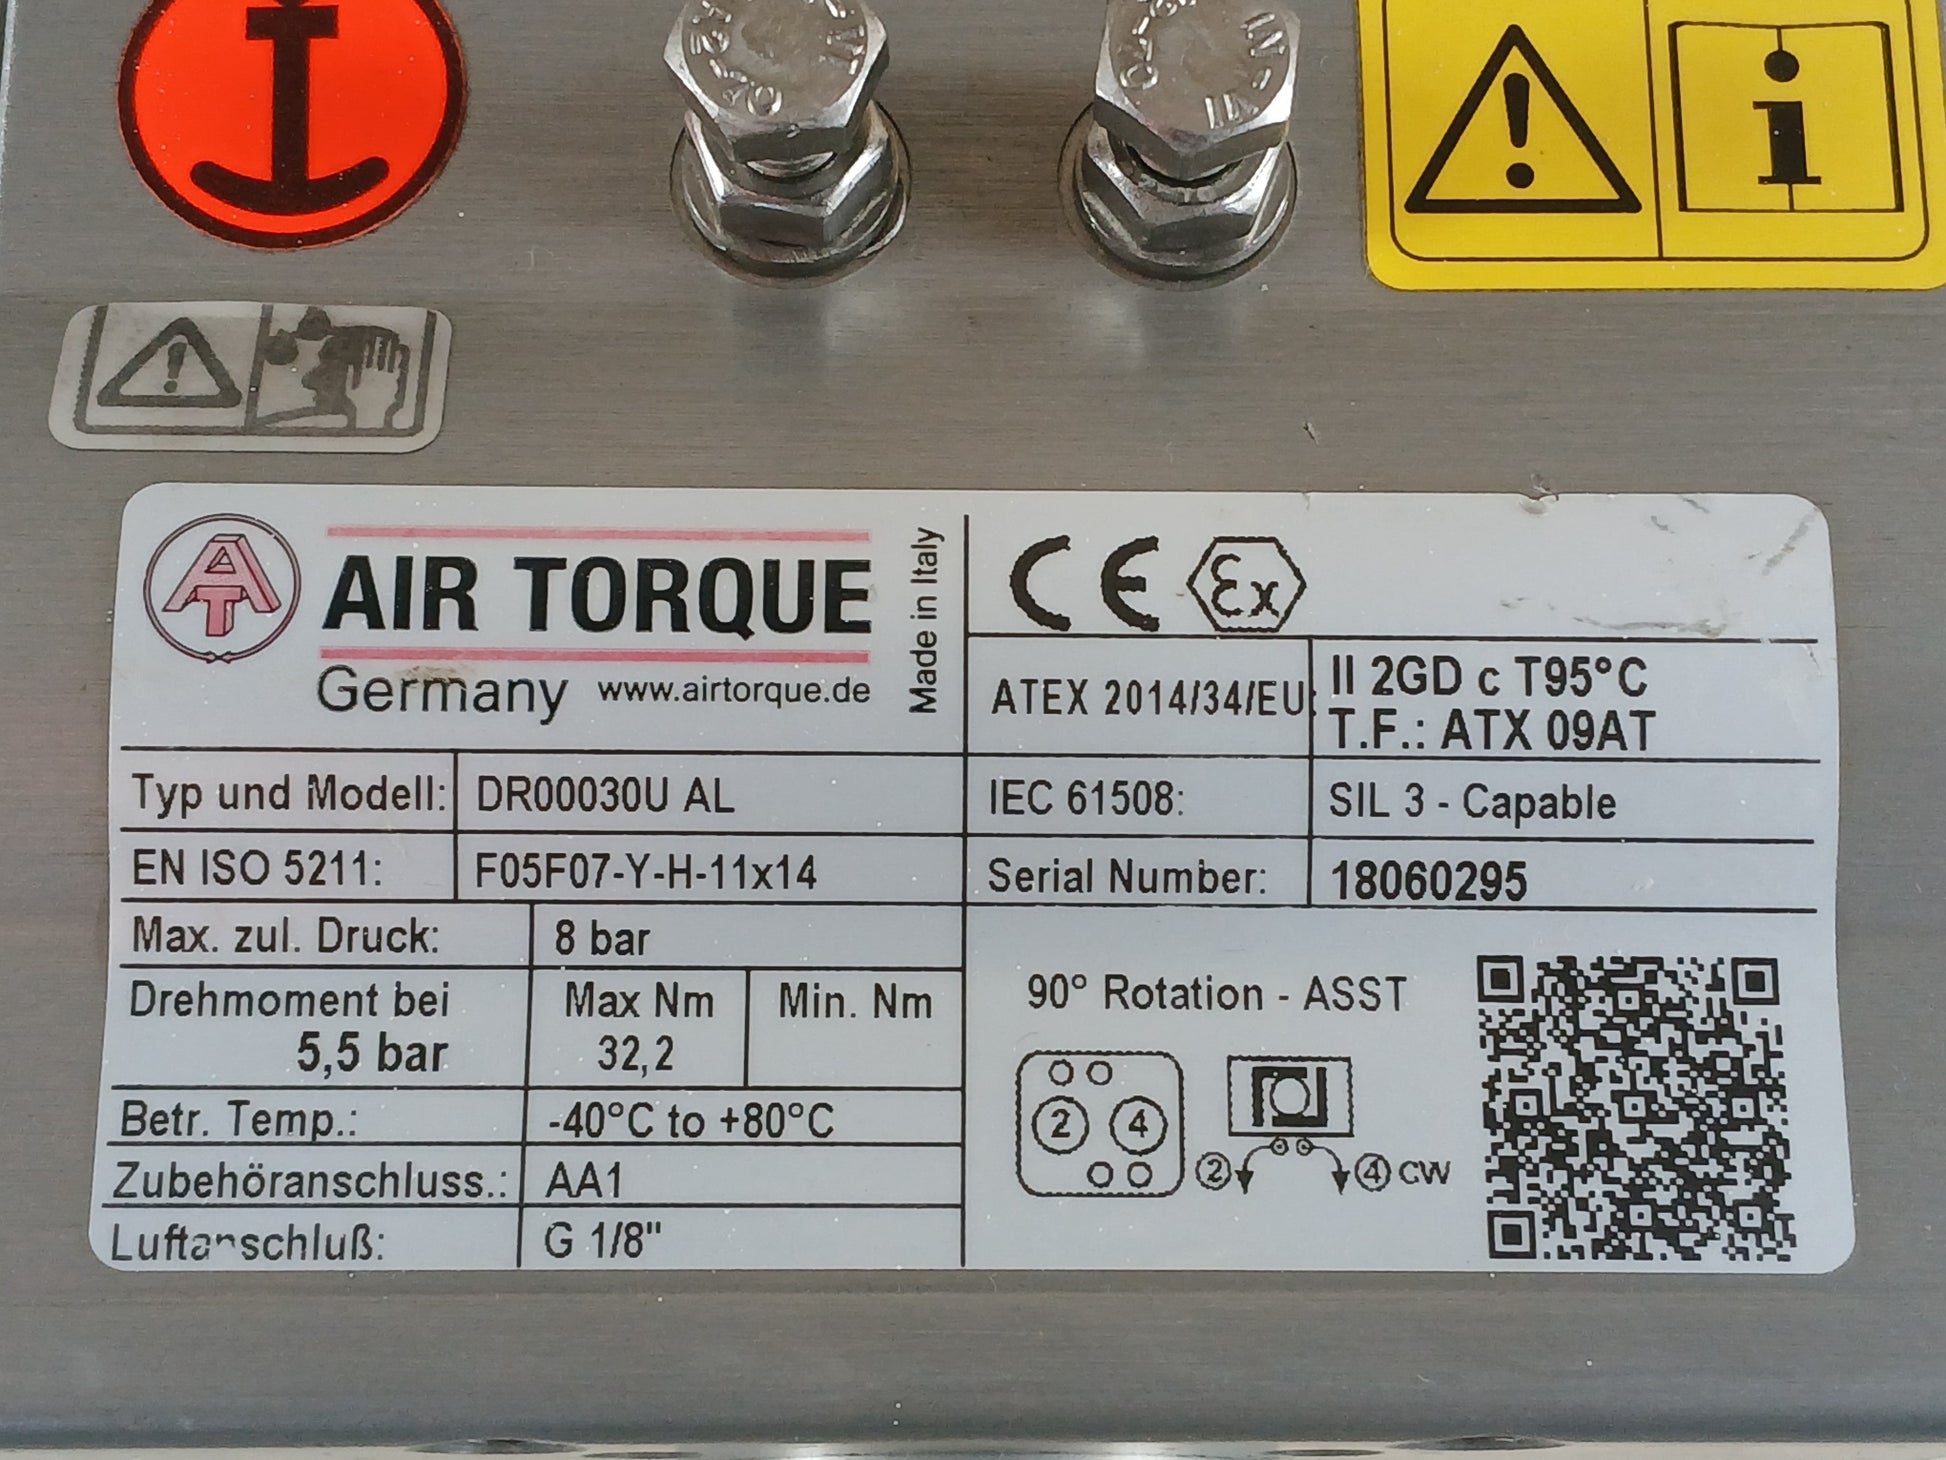 AT
AIR TORQUE
Germany www.airtorque.de
Made in Italy
CE Ex
ATEX 2014/34/EU:
II 2GD c T95°C
T.F.: ATX 09AT
Typ und Modell: DR00030U AL
IEC 61508: SIL 3 - Capable
EN ISO 5211: F05F07-Y-H-11x14
Serial Number: 18060295
Max. zul. Druck: 8 bar
Drehmoment bei
5,5 bar
Max Nm
32,2
Min. Nm
Betr. Temp.: -40°C to +80°C
Zubehöranschluss.: AA1
Luftanschluß: G 1/8"
90° Rotation - ASST
2 4
2 4 CW